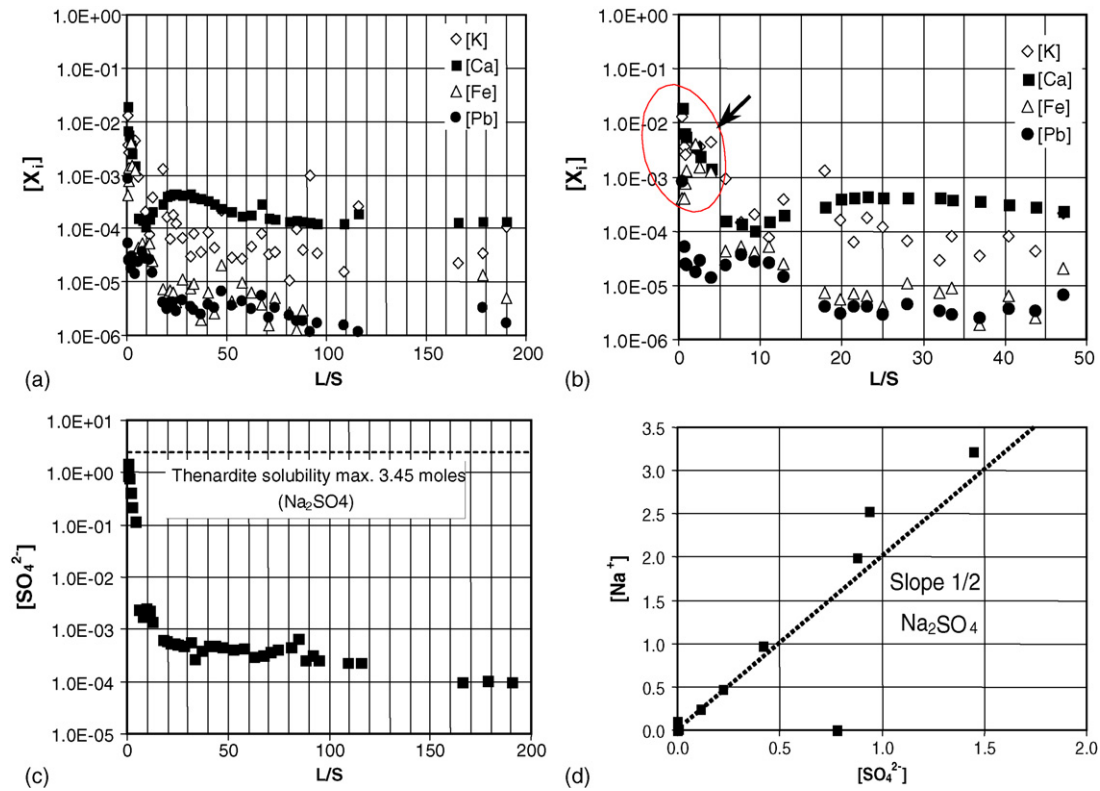 1.0E+00
1.0E-01
1.0E-02
1.0E-03
1.0E-04
1.0E-05
1.0E-06
[Xi]
0 50 100 150 200
L/S
[K]
[Ca]
[Fe]
[Pb]
(a)
1.0E+00
1.0E-01
1.0E-02
1.0E-03
1.0E-04
1.0E-05
1.0E-06
[Xi]
0 10 20 30 40 50
L/S
[K]
[Ca]
[Fe]
[Pb]
(b)
1.0E+01
1.0E+00
1.0E-01
1.0E-02
1.0E-03
1.0E-04
1.0E-05
[SO₄²⁻]
Thenardite solubility max. 3.45 moles
(Na₂SO4)
0 50 100 150 200
L/S
(c)
3.5
3.0
2.5
2.0
1.5
1.0
0.5
0.0
[Na⁺]
Slope 1/2
Na₂SO₄
0.0 0.5 1.0 1.5 2.0
[SO₄²⁻]
(d)